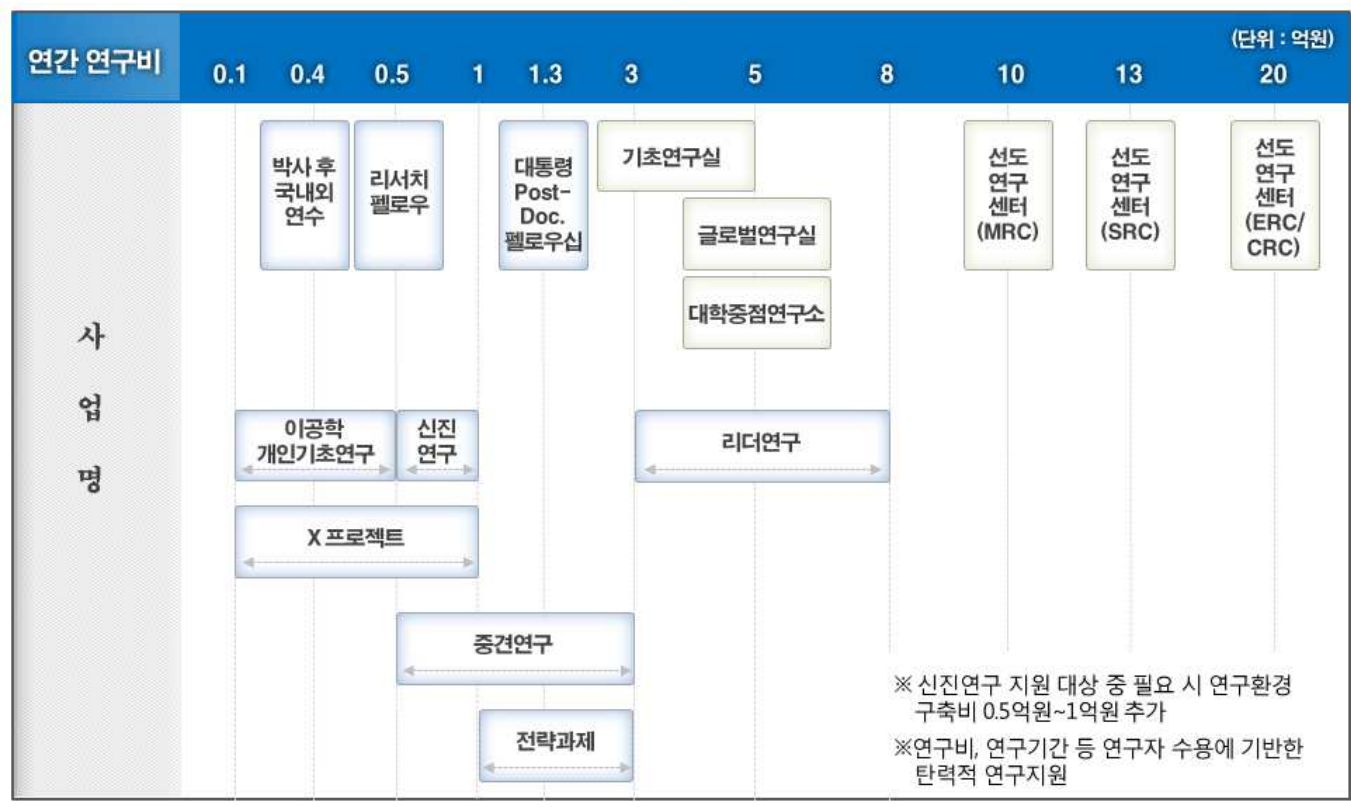 (단위 : 억원)
연간 연구비
0.1 0.4 0.5 1 1.3 3 5 8 10 13 20
사
업
명
박사 후
국내외
연수
리서치
펠로우
대통령
Post-
Doc.
펠로우십
기초연구실
글로벌연구실
대학중점연구소
선도
연구
센터
(MRC)
선도
연구
센터
(SRC)
선도
연구
센터
(ERC/
CRC)
이공학
개인기초연구
신진
연구
리더연구
X 프로젝트
중견연구
전략과제
※ 신진연구 지원 대상 중 필요 시 연구환경
구축비 0.5억원~1억원 추가
※연구비, 연구기간 등 연구자 수용에 기반한
탄력적 연구지원